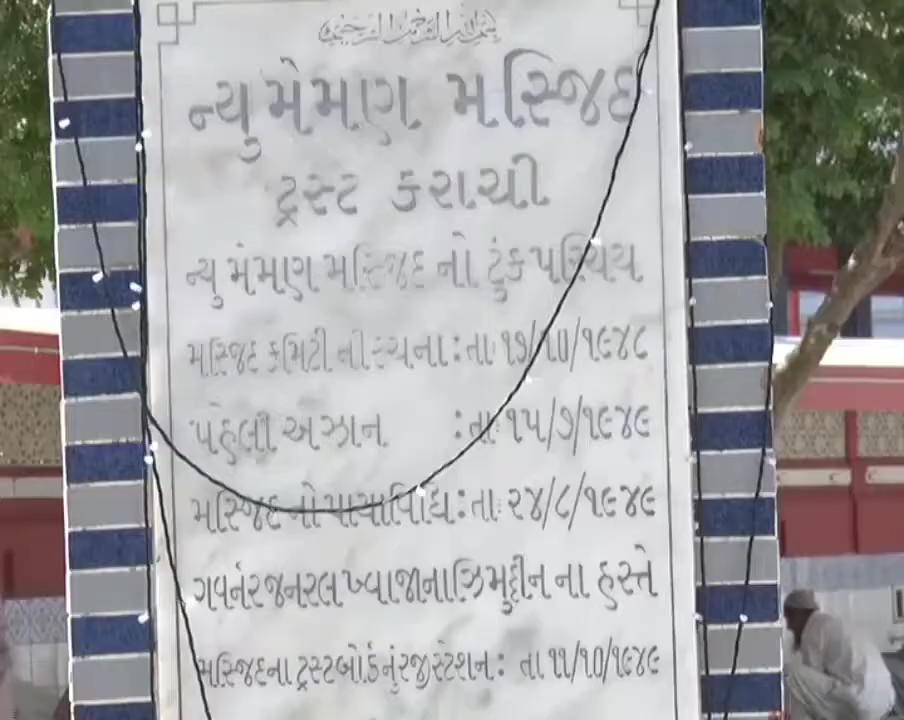 بسم الله الرحمن الرحيم
ન્યુ મેમણ મસ્જિદ
ટ્રસ્ટ કરાચી
ન્યુ મેમણ મસ્જિદ નો ટુંક પરિચય
મસ્જિદ કમિટી ની રચના : તા ૧૭/૧૦/૧૯૪૮
પહેલી અઝાન : તા ૧૫/૭/૧૯૪૯
મસ્જિદ નો પાયાવિધિ : તા ૨૪/૮/૧૯૪૯
ગવર્નર જનરલ ખ્વાજા નાઝિમુદ્દીન ના હસ્તે
મસ્જિદના ટ્રસ્ટ બોર્ડનું રજીસ્ટેશન : તા ૧૧/૧૦/૧૯૪૯